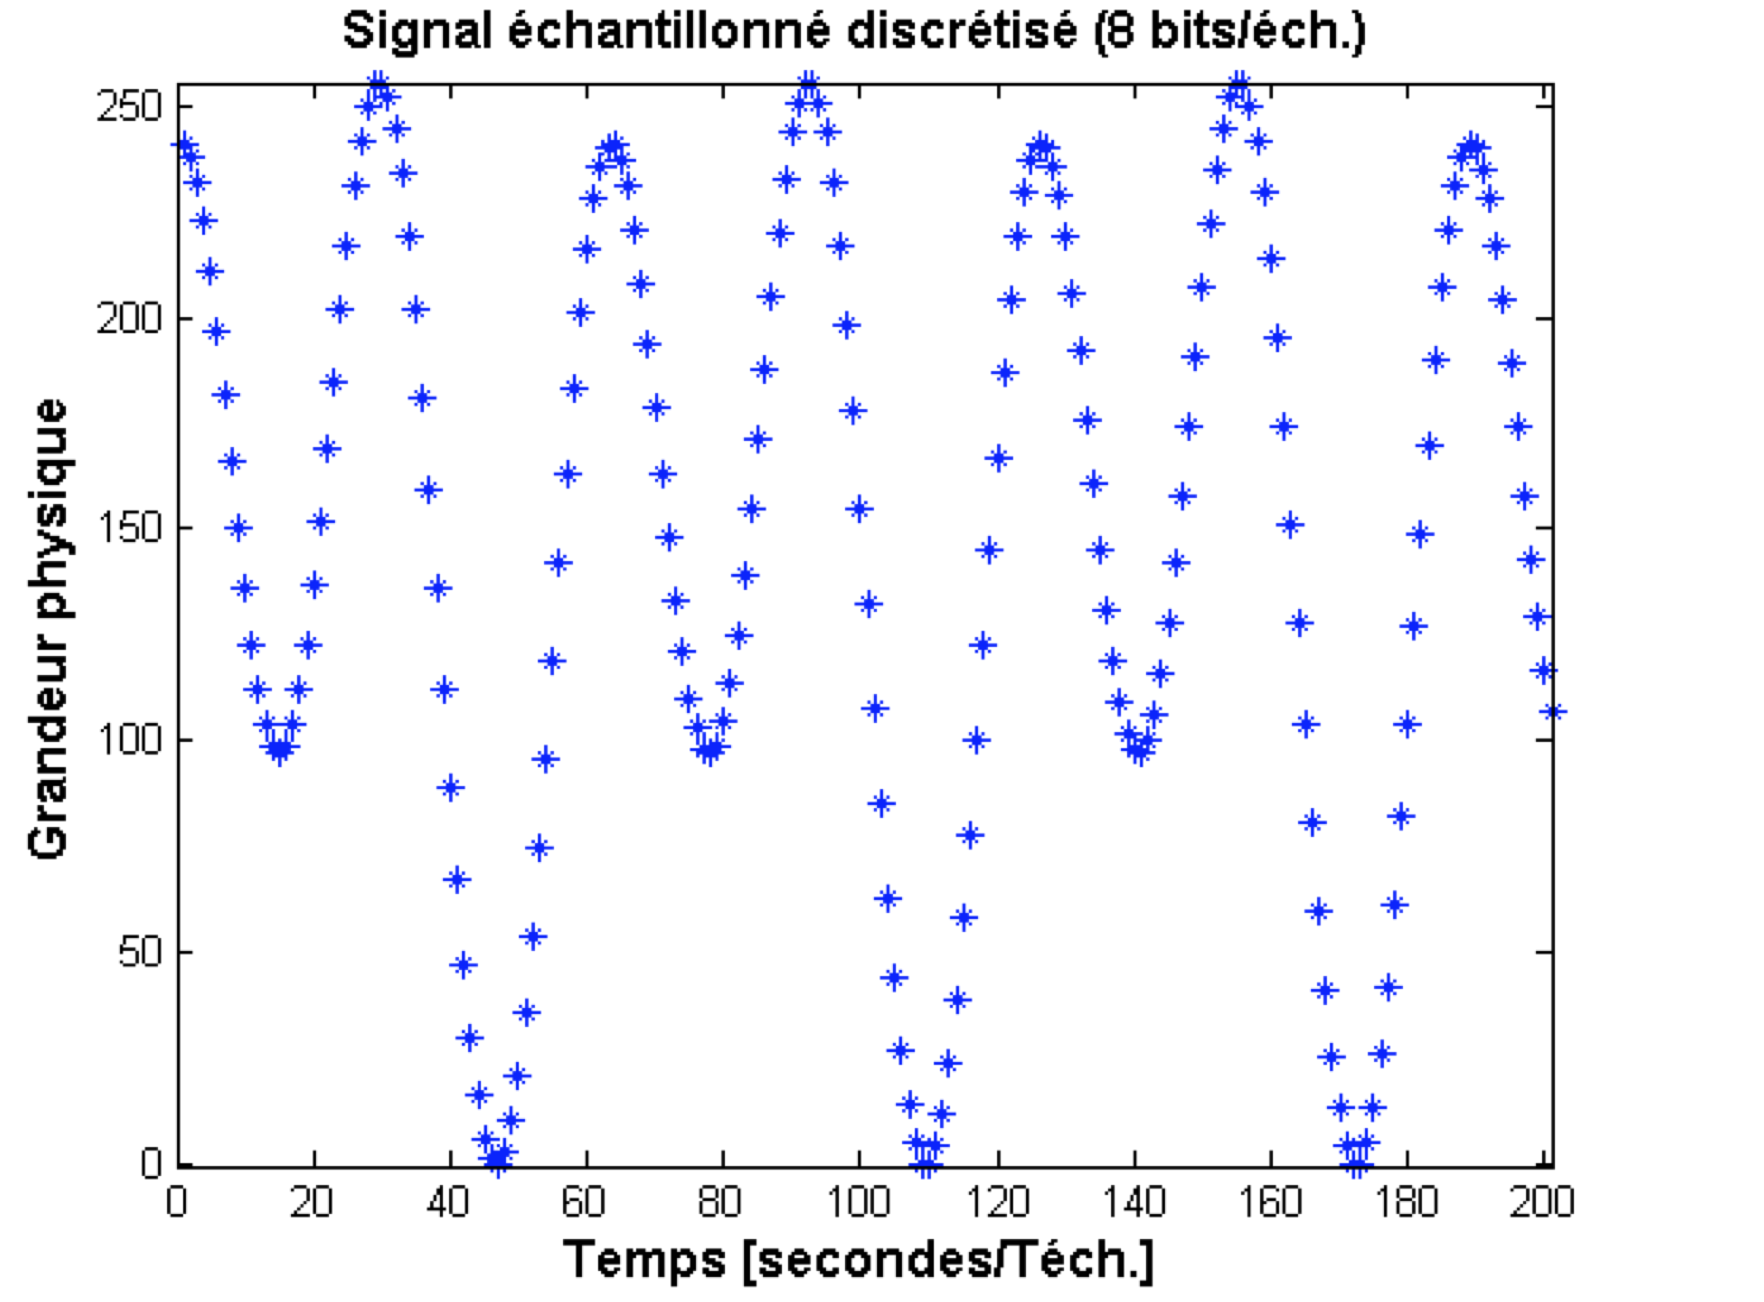 Signal échantillonné discrétisé (8 bits/éch.)
250
200
150
100
50
0
Grandeur physique
0 20 40 60 80 100 120 140 160 180 200
Temps [secondes/Téch.]